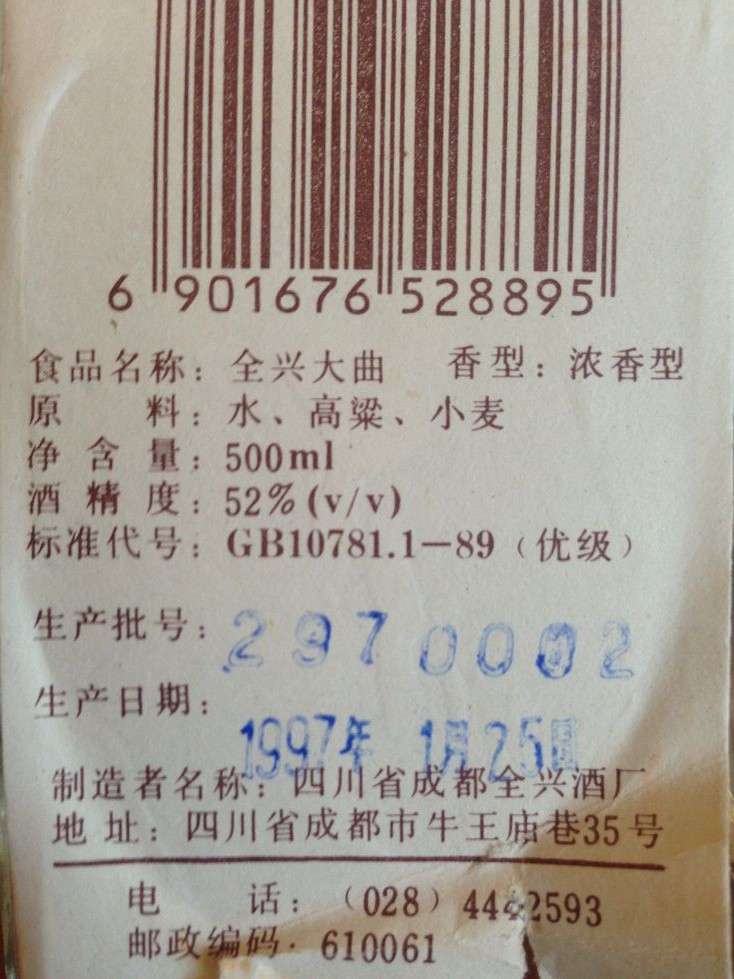 6 901676 528895
食品名称：全兴大曲 香型：浓香型
原 料：水、高粱、小麦
净含量：500ml
酒精度：52%(v/v)
标准代号：GB10781.1—89（优级）
生产批号：2970002
生产日期：1997年 1月25日
制造者名称：四川省成都全兴酒厂
地址：四川省成都市牛王庙巷35号
电 话：（028）4442593
邮政编码·610061